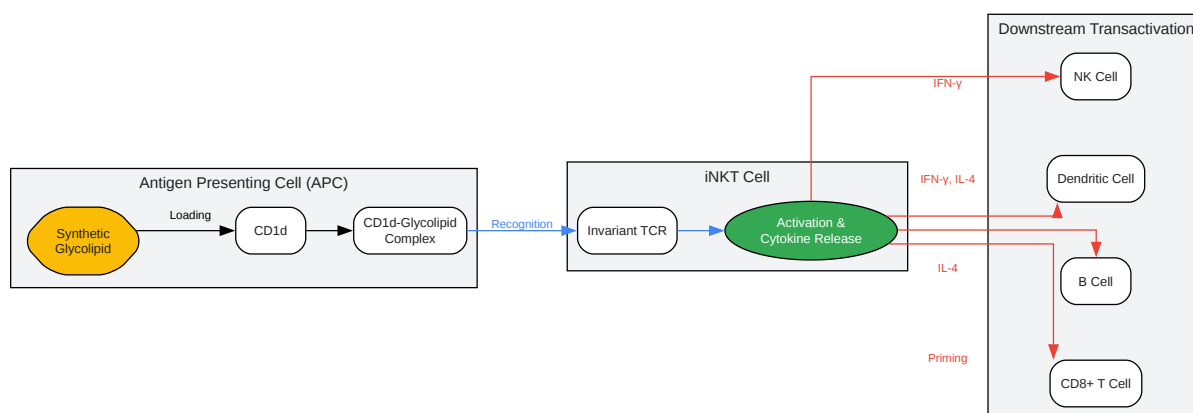 Downstream Transactivation
NK Cell
IFN-γ
Antigen Presenting Cell (APC)
iNKT Cell
IFN-γ, IL-4
Dendritic Cell
Loading
Synthetic
Glycolipid
CD1d
CD1d-Glycolipid
Complex
Recognition
Invariant TCR
Activation &
Cytokine Release
IL-4
B Cell
Priming
CD8+ T Cell